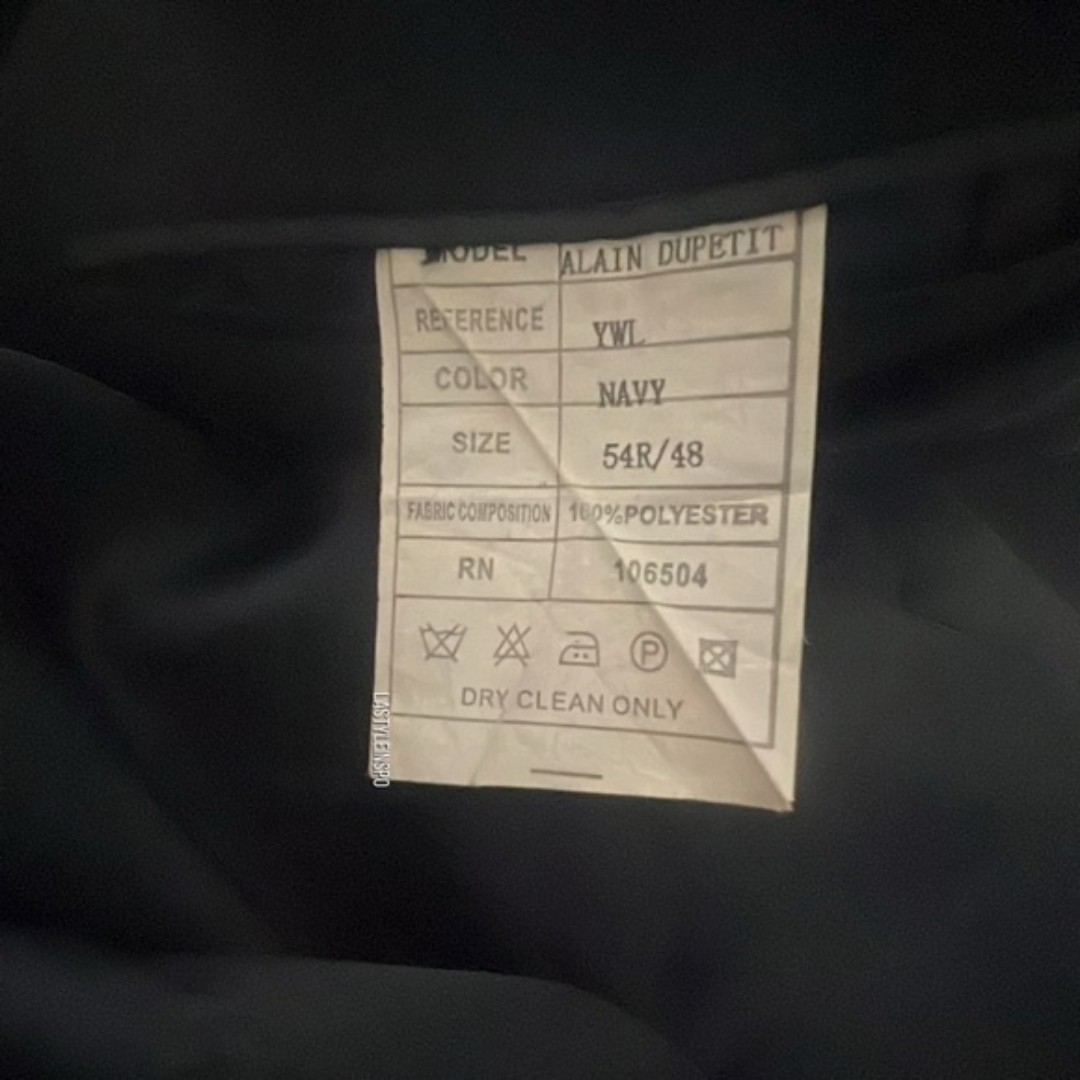 MODEL ALAIN DUPETIT
REFERENCE YWL
COLOR NAVY
SIZE 54R/48
FABRIC COMPOSITION 100%POLYESTER
RN 106504
P
DRY CLEAN ONLY
LASTYLENSPO